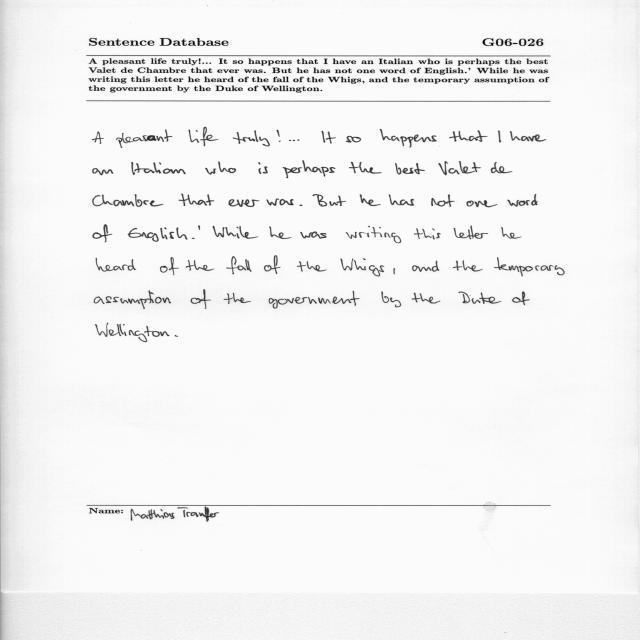 Sentence Database G06-026
A pleasant life truly!... It so happens that I have an Italian who is perhaps the best
Valet de Chambre that ever was. But he has not one word of English.' While he was
writing this letter he heard of the fall of the Whigs, and the temporary assumption of
the government by the Duke of Wellington.
A pleasant life truly!... It so happens that I have
an Italian who is perhaps the best Valet de
Chambre that ever was. But he has not one word
of English.' While he was writing this letter he
heard of the fall of the Whigs, and the temporary
assumption of the government by the Duke of
Wellington.
Name: Matthias